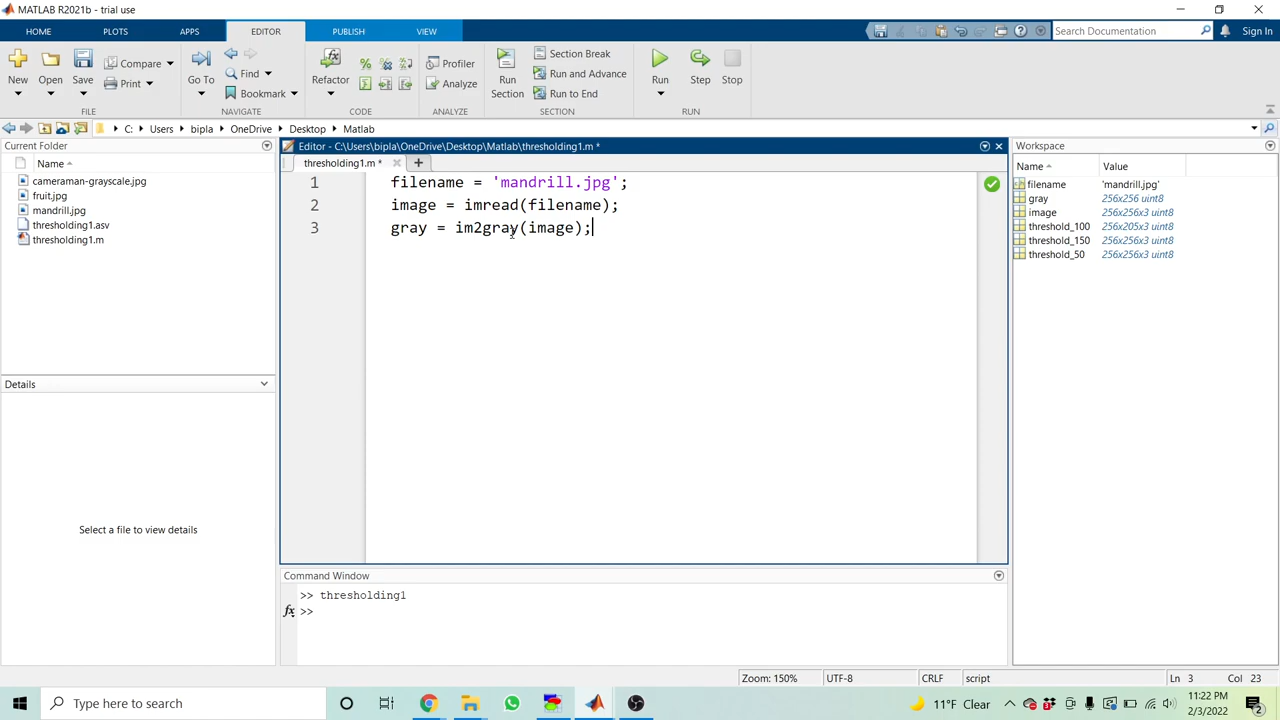 MATLAB R2021b - trial use
HOME PLOTS APPS EDITOR PUBLISH VIEW
Search Documentation
Sign In
New Open Save Compare Print
FILE
Go To Find Bookmark
NAVIGATE
Refactor
CODE
Profiler
Analyze
ANALYZE
Run Section
Section Break
Run and Advance
Run to End
SECTION
Run Step Stop
RUN
C: Users bipla OneDrive Desktop Matlab
Current Folder
Name
cameraman-grayscale.jpg
fruit.jpg
mandrill.jpg
thresholding1.asv
thresholding1.m
Details
Select a file to view details
Editor - C:\Users\bipla\OneDrive\Desktop\Matlab\thresholding1.m *
thresholding1.m *
1 filename = 'mandrill.jpg';
2 image = imread(filename);
3 gray = im2gray(image);
Command Window
>> thresholding1
fx >>
Workspace
Name Value
filename 'mandrill.jpg'
gray 256x256 uint8
image 256x256x3 uint8
threshold_100 256x205x3 uint8
threshold_150 256x256x3 uint8
threshold_50 256x256x3 uint8
Zoom: 150% UTF-8 CRLF script Ln 3 Col 23
Type here to search
11°F Clear
11:22 PM
2/3/2022
2